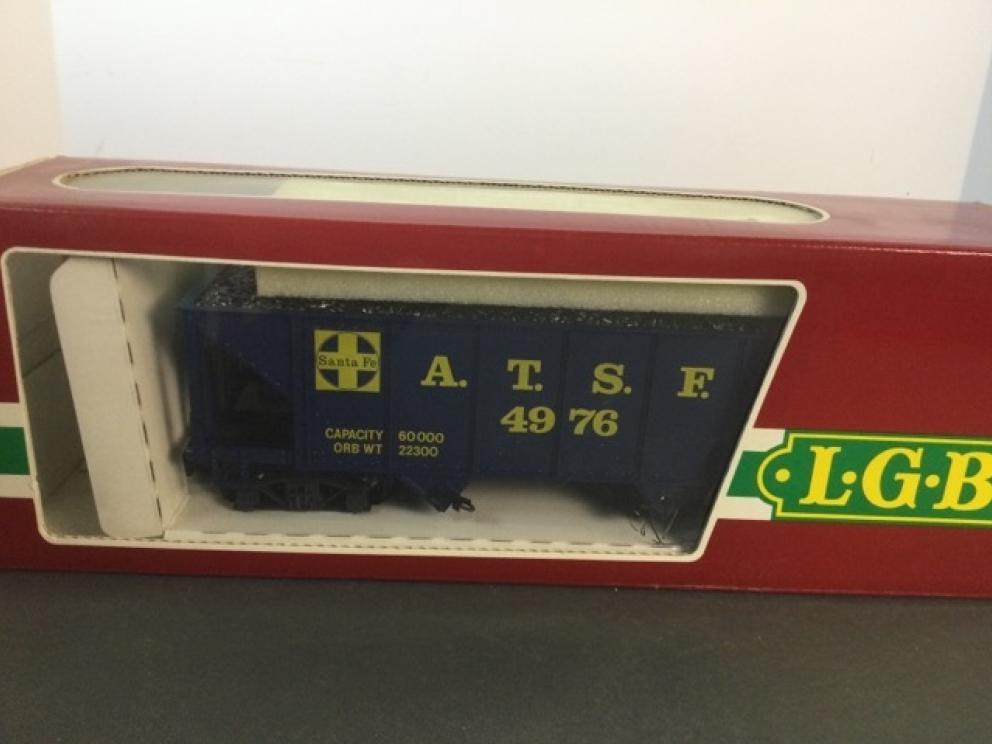 Santa Fe
A. T. S. F.
4976
CAPACITY 60000
ORB WT 22300
L·G·B